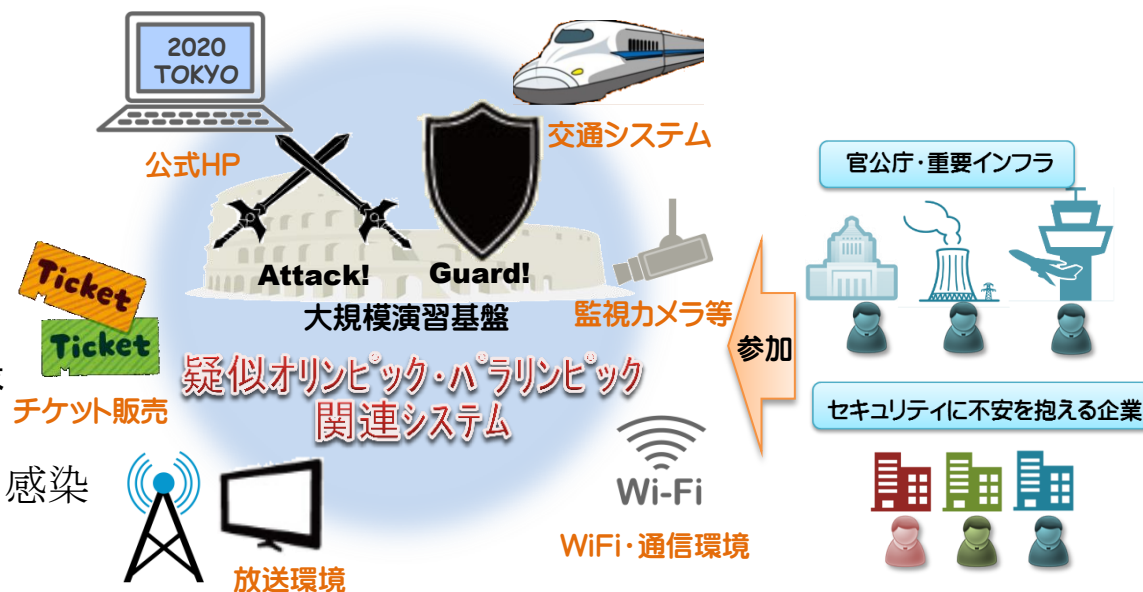 2020
TOKYO
公式HP
交通システム
官公庁・重要インフラ
Ticket
Ticket
チケット販売
Attack!
Guard!
大規模演習基盤
監視カメラ等
参加
疑似オリンピック・パラリンピック
関連システム
セキュリティに不安を抱える企業
感染
Wi-Fi
WiFi・通信環境
放送環境